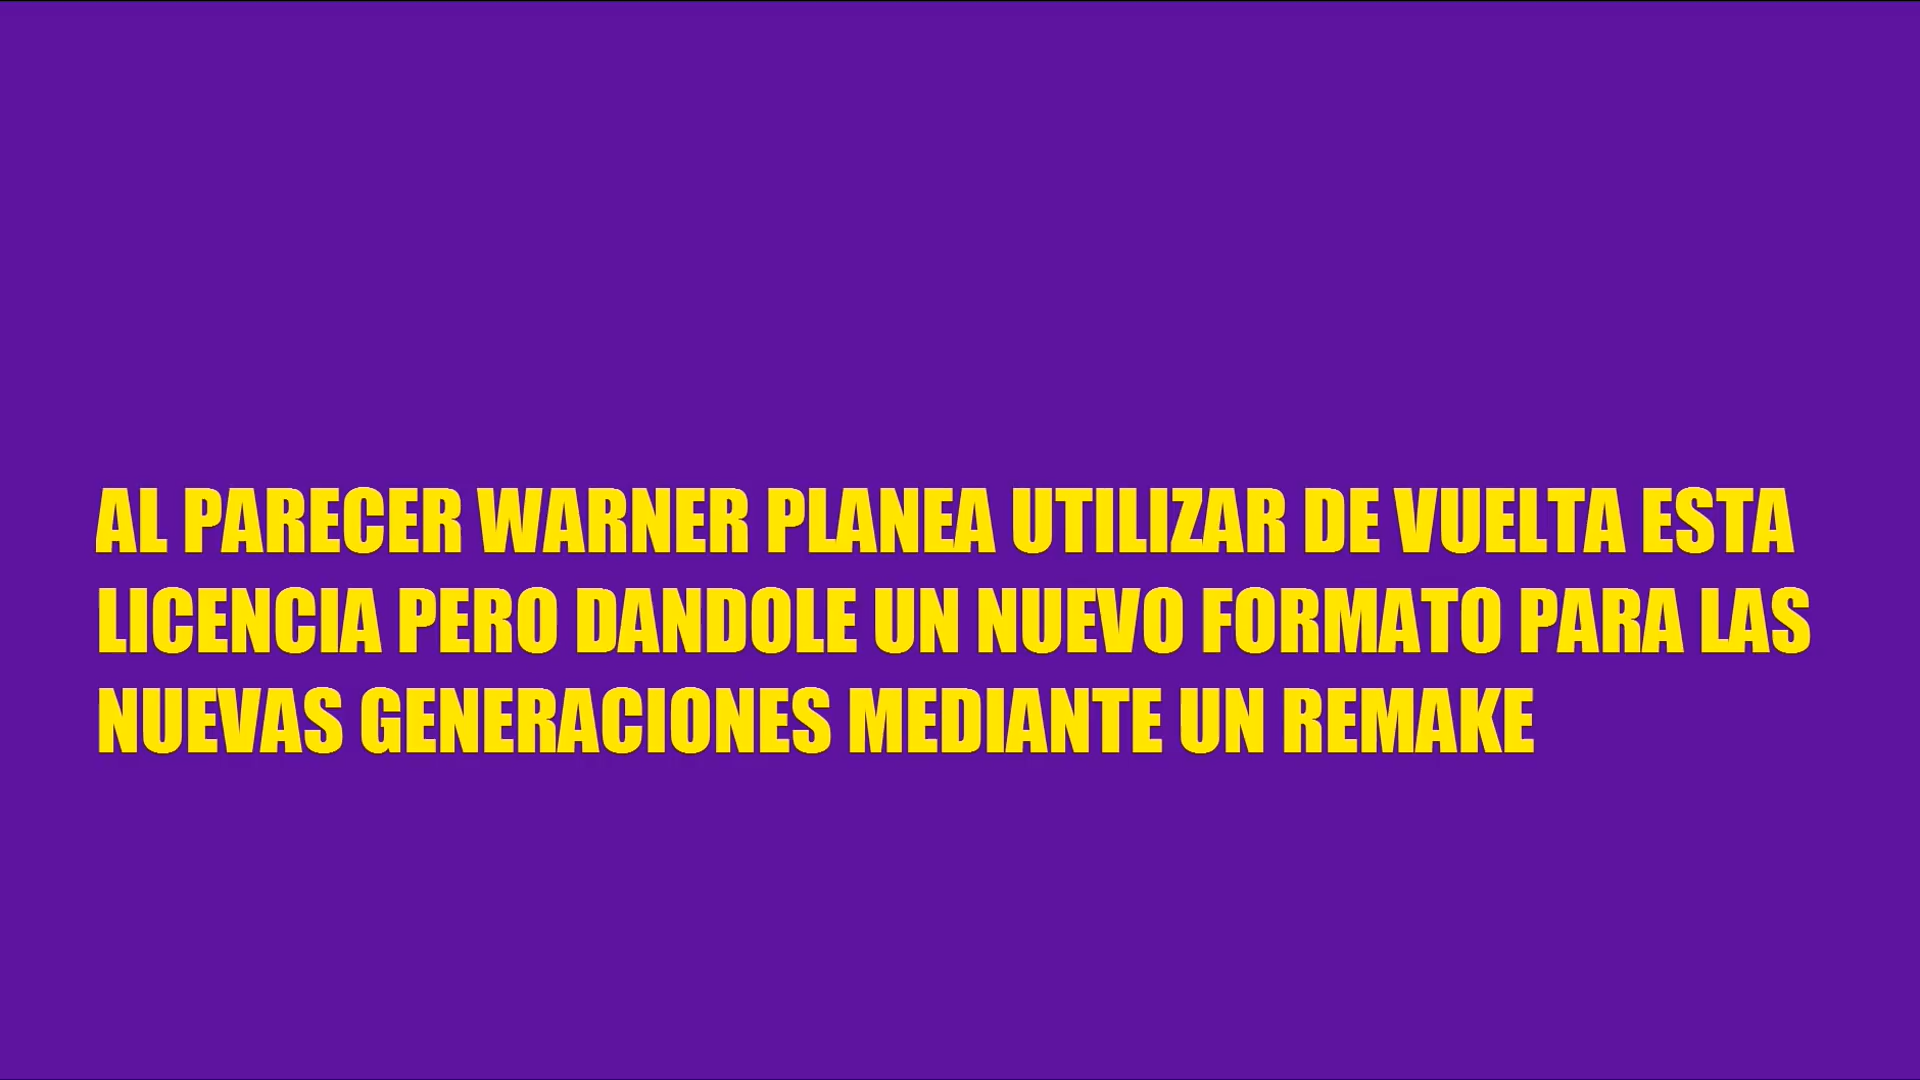 AL PARECER WARNER PLANEA UTILIZAR DE VUELTA ESTA
LICENCIA PERO DANDOLE UN NUEVO FORMATO PARA LAS
NUEVAS GENERACIONES MEDIANTE UN REMAKE